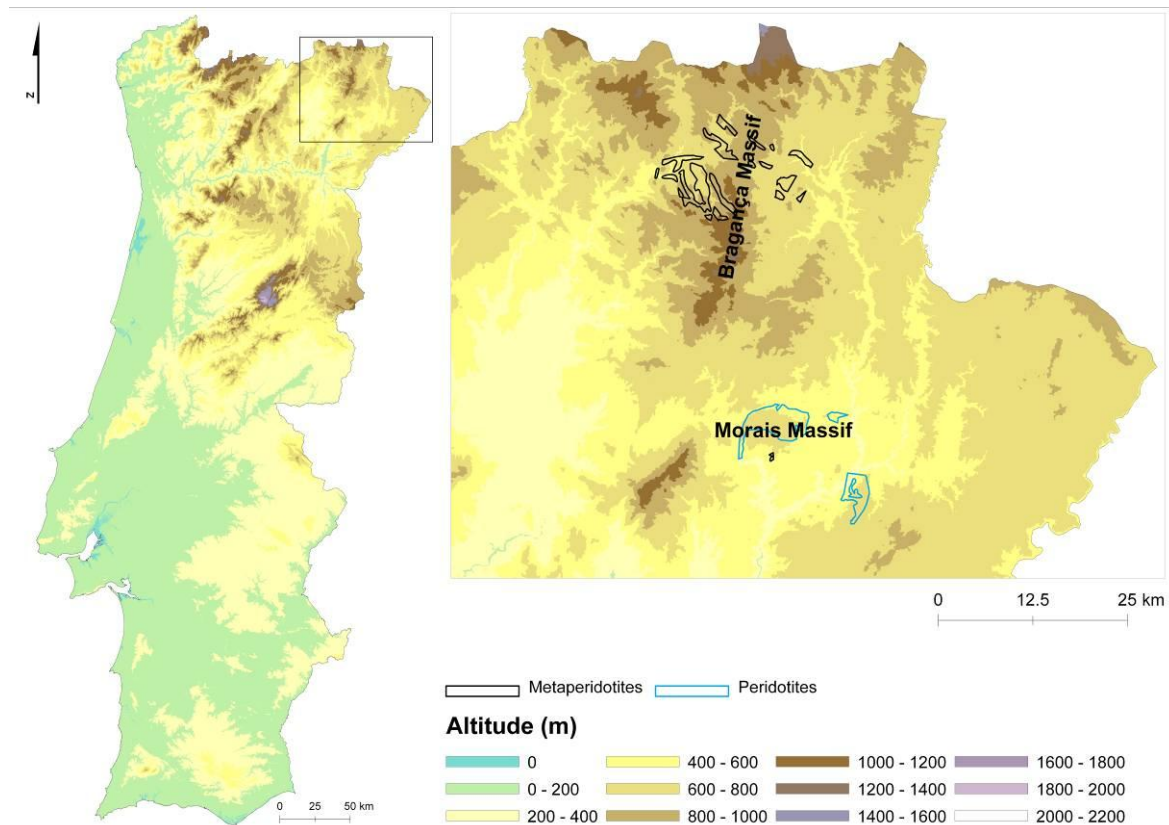 z
Bragança Massif
Morais Massif
0 12.5 25 km
Metaperidotites Peridotites
Altitude (m)
0 400 - 600 1000 - 1200 1600 - 1800
0 - 200 600 - 800 1200 - 1400 1800 - 2000
200 - 400 800 - 1000 1400 - 1600 2000 - 2200
0 25 50 km